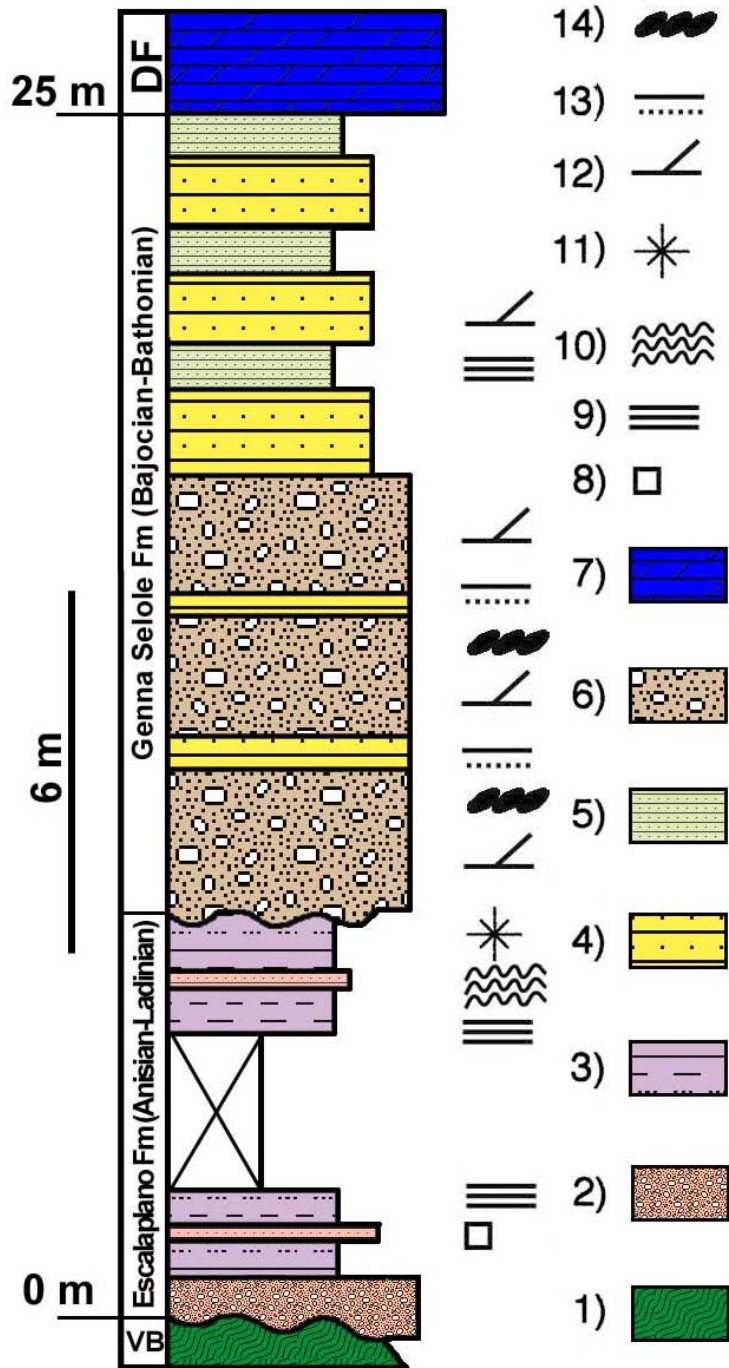 DF
25 m
Genna Selole Fm (Bajocian-Bathonian)
6 m
Escalaplano Fm (Anisian-Ladinian)
0 m
VB
14)
13)
12)
11)
10)
9)
8)
7)
6)
5)
4)
3)
2)
1)